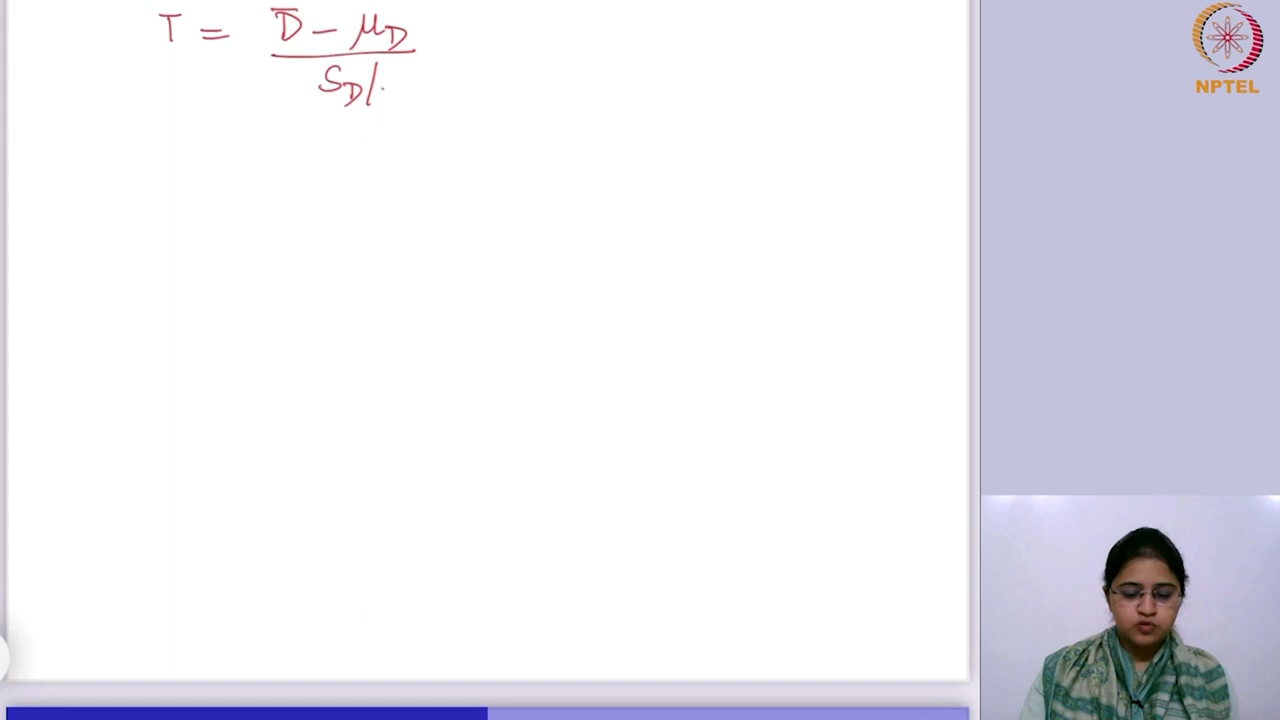 T = D̅ - μ_D
S_D/.
NPTEL